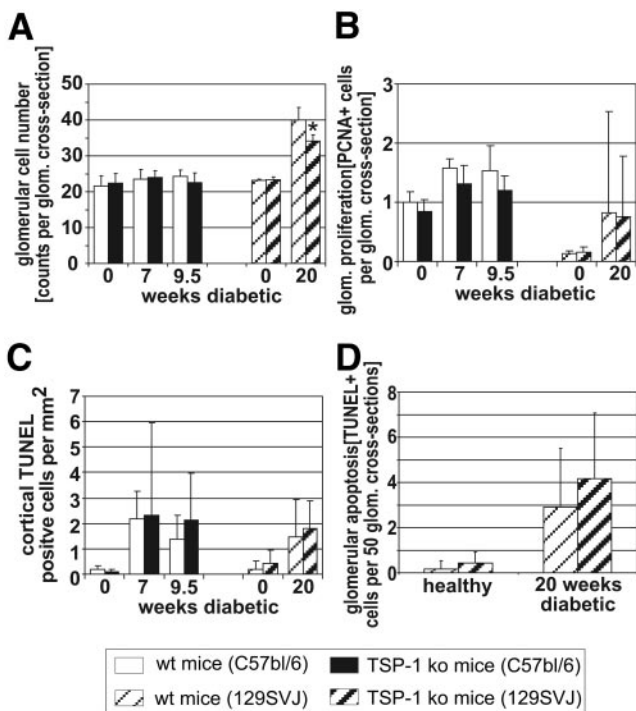 A
glomerular cell number
[counts per glom. cross-section]
50
40
30
20
10
0
*
0 7 9.5 0 20
weeks diabetic
B
glom. proliferation[PCNA+ cells
per glom. cross-section]
3
2
1
0
0 7 9.5 0 20
weeks diabetic
C
cortical TUNEL
positve cells per mm2
7
6
5
4
3
2
1
0
0 7 9.5 0 20
weeks diabetic
D
glomerular apoptosis[TUNEL+
cells per 50 glom. cross-sections]
8
6
4
2
0
healthy 20 weeks
diabetic
wt mice (C57bl/6) TSP-1 ko mice (C57bl/6)
wt mice (129SVJ) TSP-1 ko mice (129SVJ)